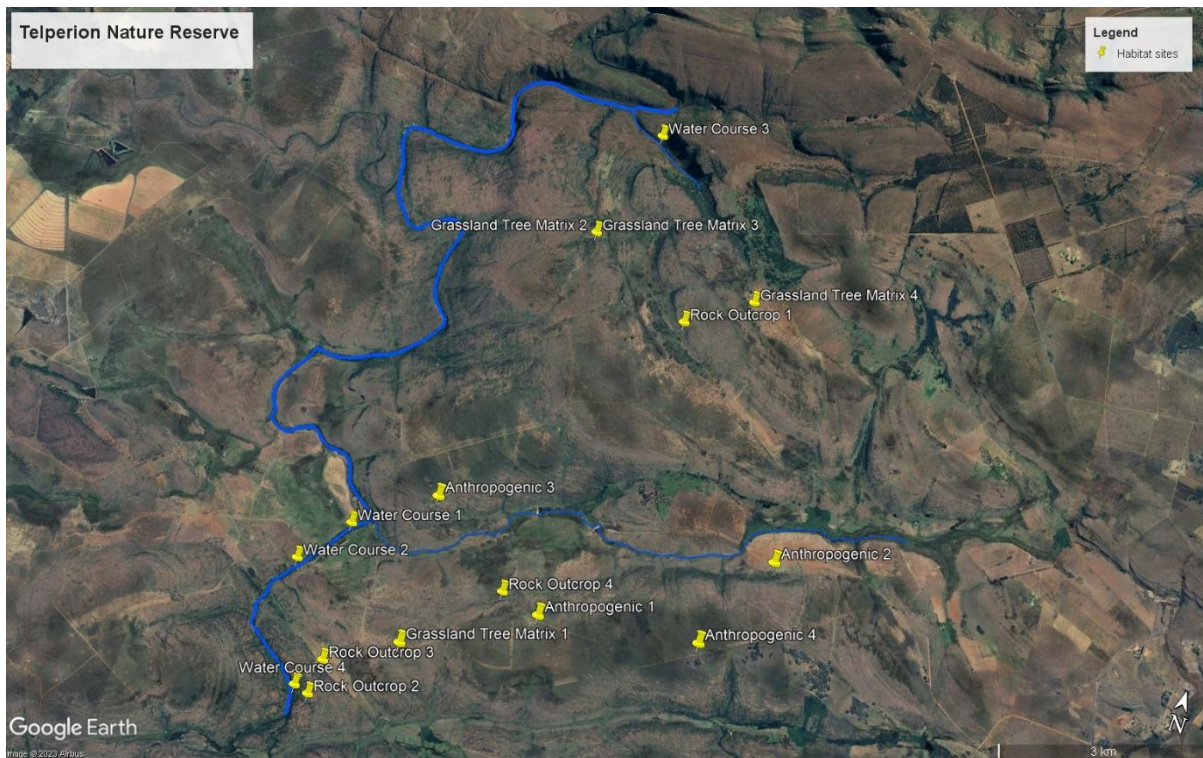 Telperion Nature Reserve
Legend
Habitat sites
Water Course 3
Grassland Tree Matrix 2
Grassland Tree Matrix 3
Grassland Tree Matrix 4
Rock Outcrop 1
Anthropogenic 3
Water Course 1
Water Course 2
Anthropogenic 2
Rock Outcrop 4
Anthropogenic 1
Grassland Tree Matrix 1
Anthropogenic 4
Rock Outcrop 3
Water Course 4
Rock Outcrop 2
N
Google Earth
Image © 2023 Airbus
3 km